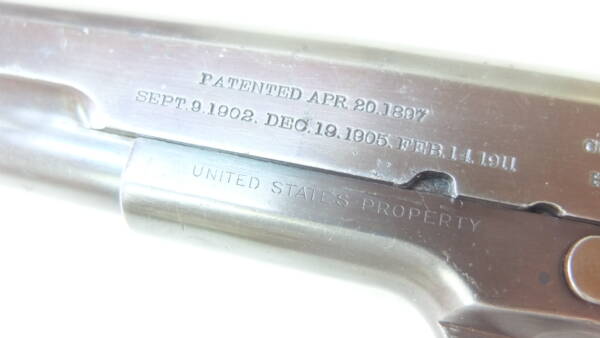 PATENTED APR. 20.1897
SEPT. 9.1902. DEC. 19.1905. FEB. 14.1911
UNITED STATES PROPERTY